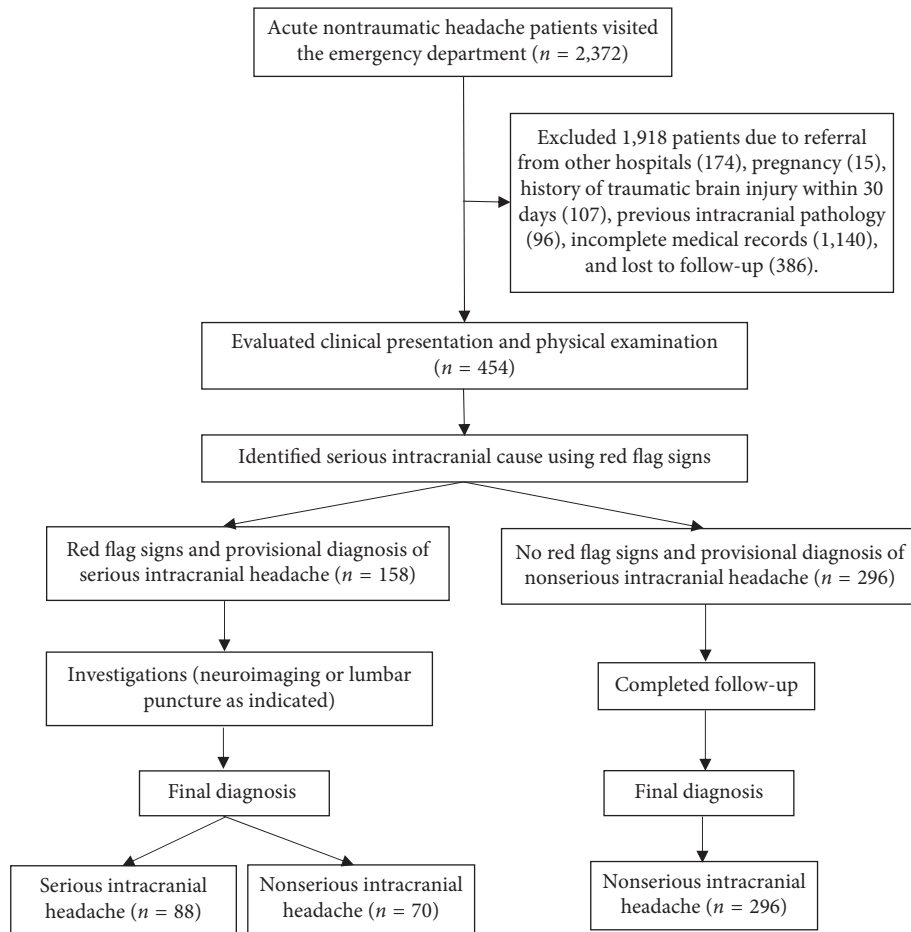 Acute nontraumatic headache patients visited
the emergency department (n = 2,372)
Excluded 1,918 patients due to referral
from other hospitals (174), pregnancy (15),
history of traumatic brain injury within 30
days (107), previous intracranial pathology
(96), incomplete medical records (1,140),
and lost to follow-up (386).
Evaluated clinical presentation and physical examination
(n = 454)
Identified serious intracranial cause using red flag signs
Red flag signs and provisional diagnosis of
serious intracranial headache (n = 158)
No red flag signs and provisional diagnosis of
nonserious intracranial headache (n = 296)
Investigations (neuroimaging or lumbar
puncture as indicated)
Completed follow-up
Final diagnosis
Final diagnosis
Serious intracranial
headache (n = 88)
Nonserious intracranial
headache (n = 70)
Nonserious intracranial
headache (n = 296)